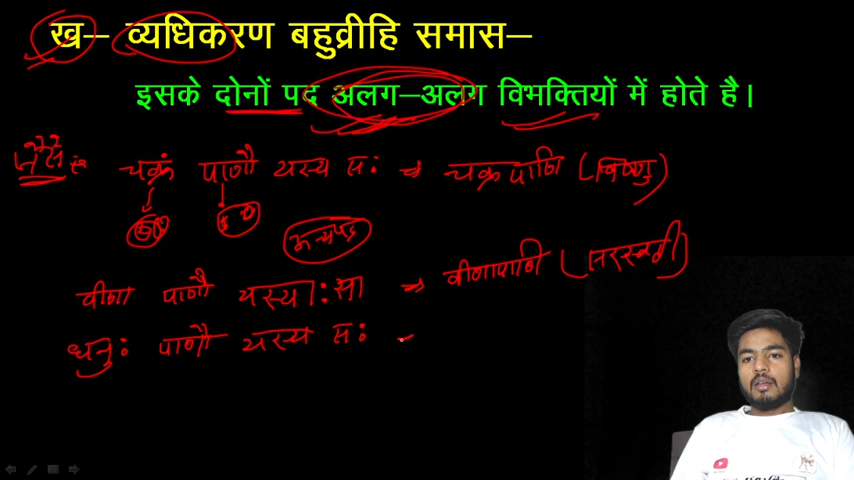 ख– व्यधिकरण बहुव्रीहि समास–
इसके दोनों पद अलग–अलग विभक्तियों में होते है।
जैसे:- चक्रं पाणौ यस्य सः → चक्रपाणि (विष्णु)
अन्यपद
वीणा पाणौ यस्याः सा → वीणापाणि (सरस्वती)
धनुः पाणौ यस्य सः